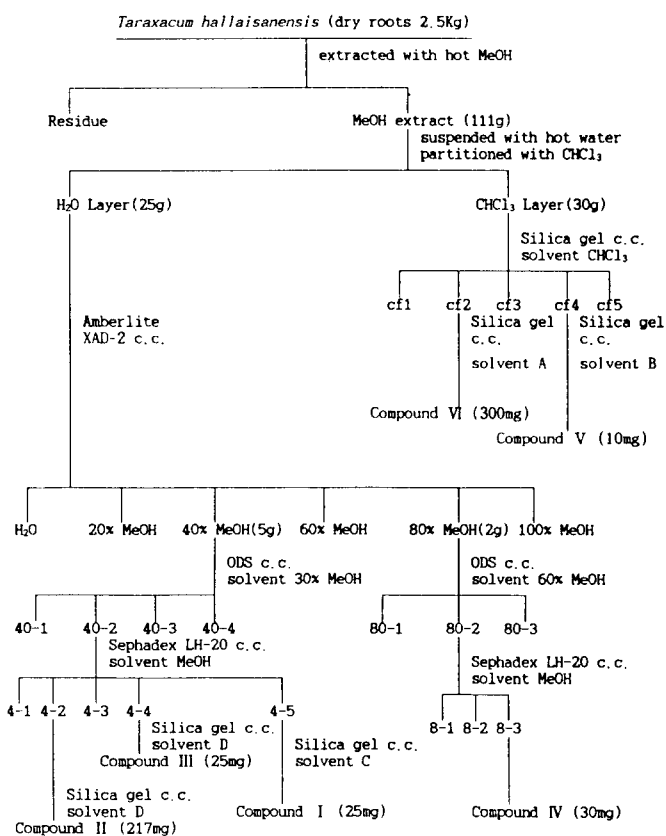 Taraxacum hallaisanensis (dry roots 2.5Kg)
extracted with hot MeOH
Residue
MeOH extract (111g)
suspended with hot water
partitioned with CHCl₃
H₂O Layer(25g)
CHCl₃ Layer(30g)
Silica gel c.c.
solvent CHCl₃
cf1 cf2 cf3 cf4 cf5
Amberlite
XAD-2 c.c.
Silica gel
c.c.
solvent A
Silica gel
c.c.
solvent B
Compound VI (300mg)
Compound V (10mg)
H₂O 20% MeOH 40% MeOH(5g) 60% MeOH 80% MeOH(2g) 100% MeOH
ODS c.c.
solvent 30% MeOH
ODS c.c.
solvent 60% MeOH
40-1 40-2 40-3 40-4
80-1 80-2 80-3
Sephadex LH-20 c.c.
solvent MeOH
Sephadex LH-20 c.c.
solvent MeOH
4-1 4-2 4-3 4-4 4-5
8-1 8-2 8-3
Silica gel c.c.
solvent D
Compound III (25mg)
Silica gel c.c.
solvent C
Silica gel c.c.
solvent D
Compound II (217mg)
Compound I (25mg)
Compound IV (30mg)